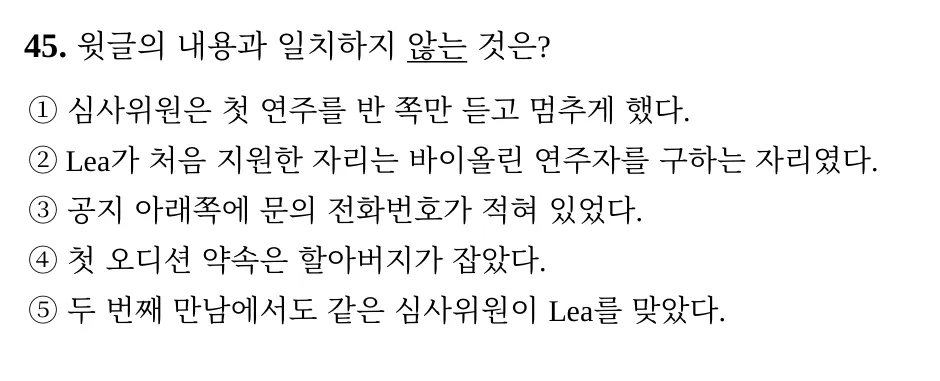 45. 윗글의 내용과 일치하지 않는 것은?
① 심사위원은 첫 연주를 반 쪽만 듣고 멈추게 했다.
② Lea가 처음 지원한 자리는 바이올린 연주자를 구하는 자리였다.
③ 공지 아래쪽에 문의 전화번호가 적혀 있었다.
④ 첫 오디션 약속은 할아버지가 잡았다.
⑤ 두 번째 만남에서도 같은 심사위원이 Lea를 맞았다.